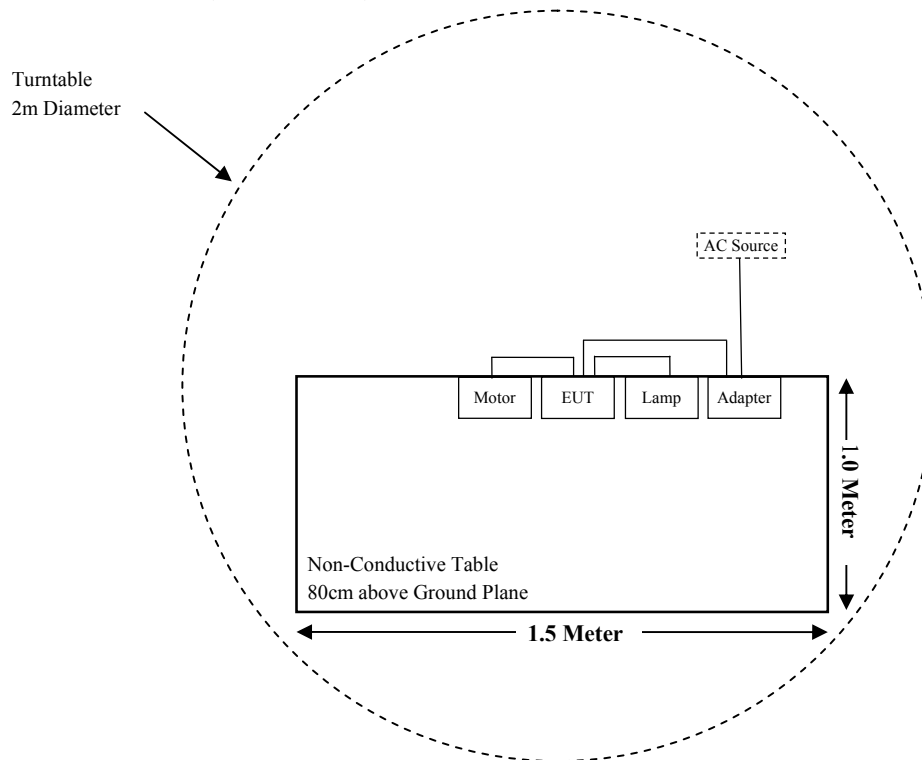 Turntable
2m Diameter
AC Source
Motor
EUT
Lamp
Adapter
1.0 Meter
Non-Conductive Table
80cm above Ground Plane
1.5 Meter